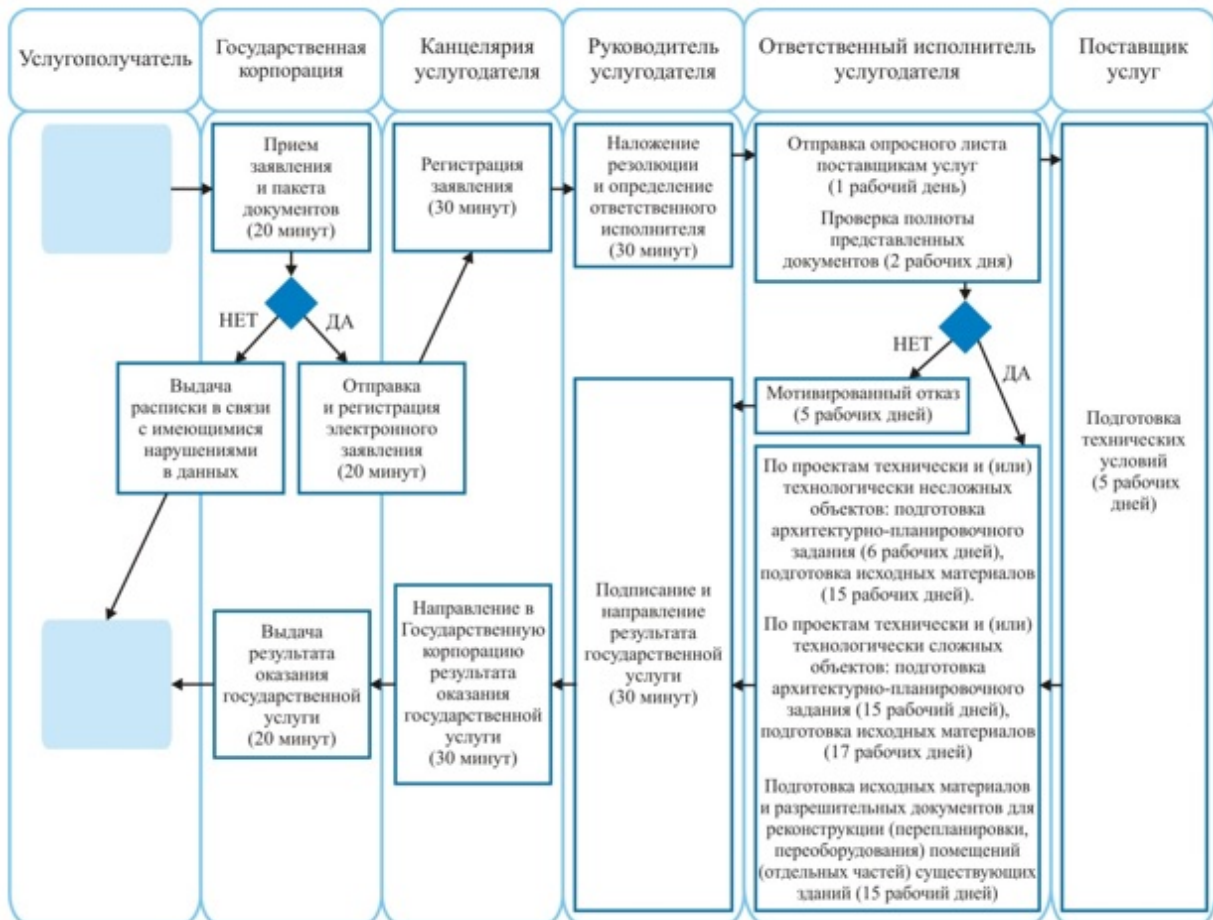 Услугополучатель
Государственная
корпорация
Канцелярия
услугодателя
Руководитель
услугодателя
Ответственный исполнитель
услугодателя
Поставщик
услуг
Прием
заявления
и пакета
документов
(20 минут)
Регистрация
заявления
(30 минут)
Наложение
резолюции
и определение
ответственного
исполнителя
(30 минут)
Отправка опросного листа
поставщикам услуг
(1 рабочий день)
Проверка полноты
представленных
документов (2 рабочих дня)
НЕТ
ДА
НЕТ
ДА
Выдача
расписки в связи
с имеющимися
нарушениями
в данных
Отправка
и регистрация
электронного
заявления
(20 минут)
Мотивированный отказ
(5 рабочих дней)
Подготовка
технических
условий
(5 рабочих
дней)
По проектам технически и (или)
технологически несложных
объектов: подготовка
архитектурно-планировочного
задания (6 рабочих дней),
подготовка исходных материалов
(15 рабочих дней).
По проектам технически и (или)
технологически сложных
объектов: подготовка
архитектурно-планировочного
задания (15 рабочий дней),
подготовка исходных материалов
(17 рабочих дней)
Подготовка исходных материалов
и разрешительных документов для
реконструкции (перепланировки,
переоборудования) помещений
(отдельных частей) существующих
зданий (15 рабочий дней)
Подписание и
направление
результата
государственной
услуги
(30 минут)
Направление в
Государственную
корпорацию
результата
оказания
государственной
услуги
(30 минут)
Выдача
результата
оказания
государственной
услуги
(20 минут)